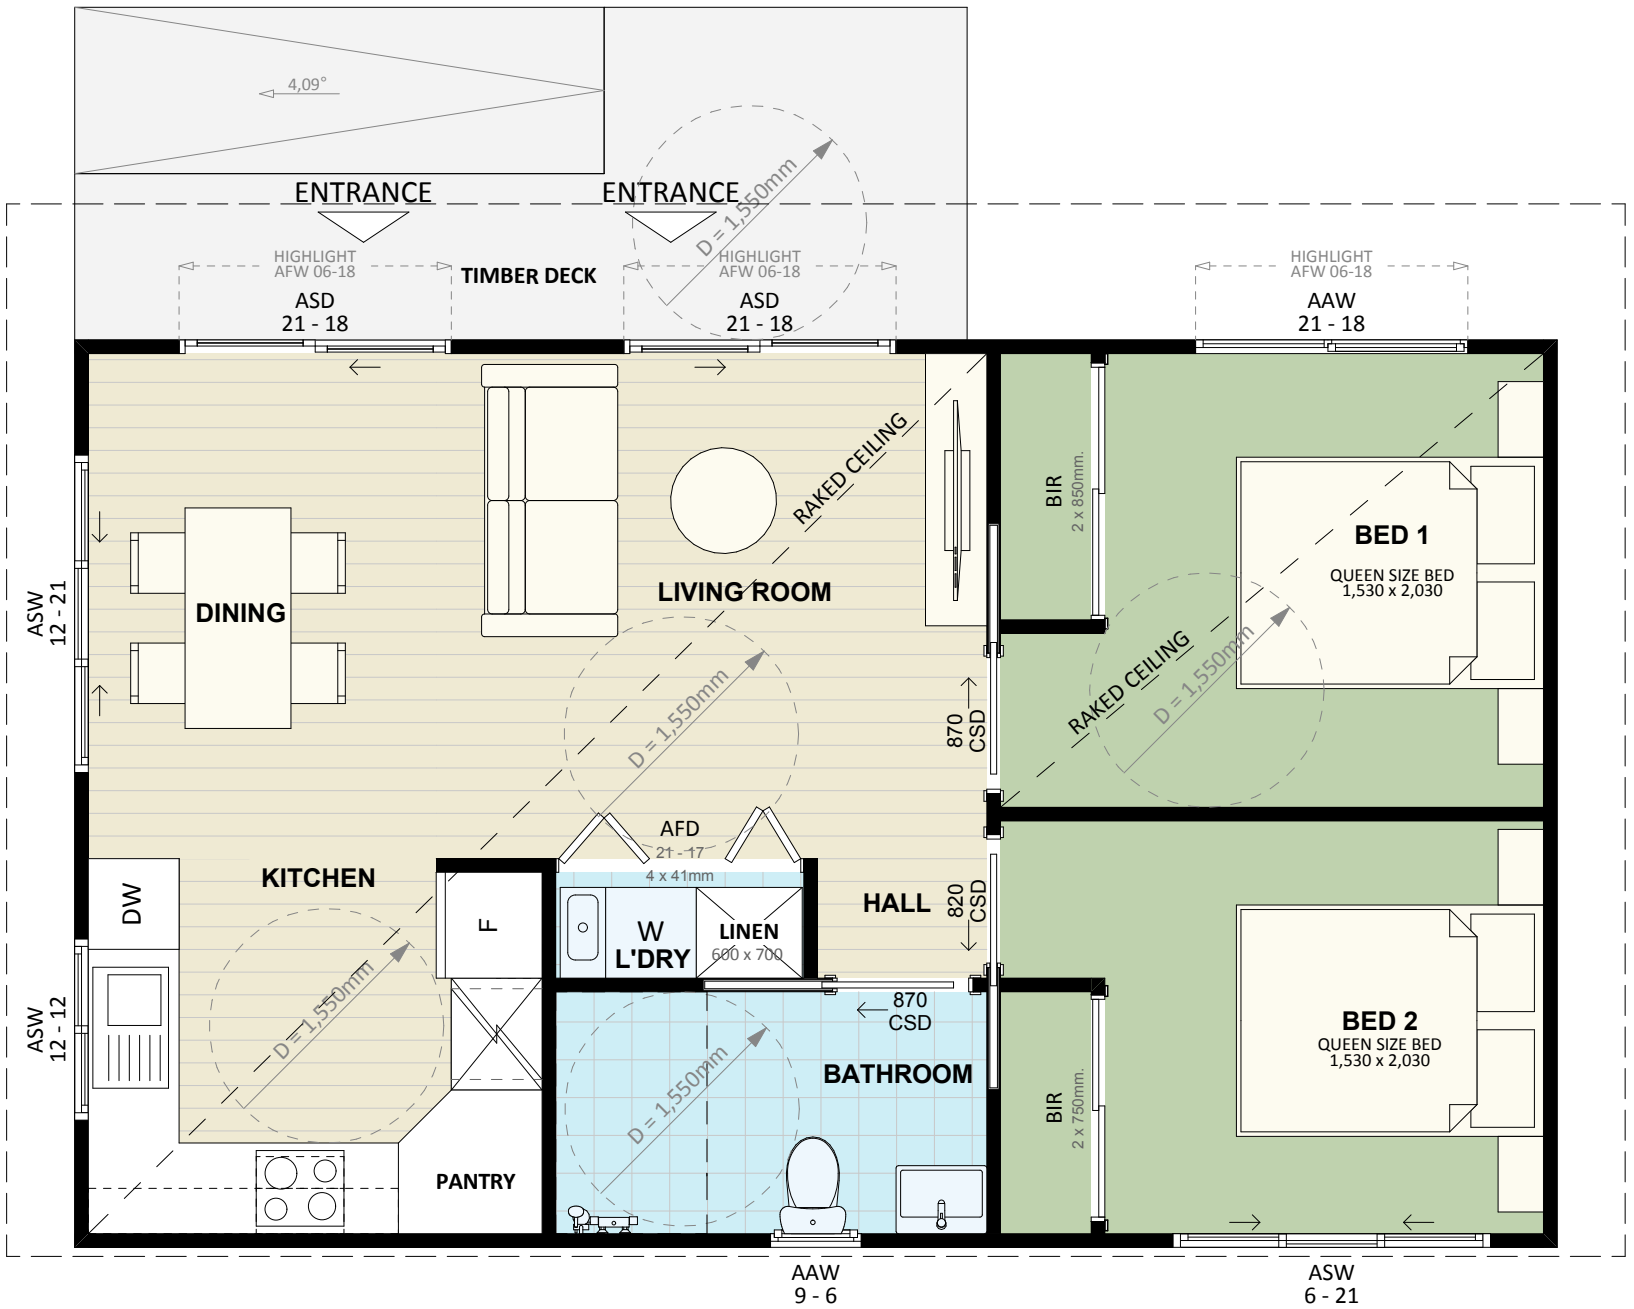 4,09°
ENTRANCE
ENTRANCE
D = 1,550mm
HIGHLIGHT
AFW 06-18
TIMBER DECK
HIGHLIGHT
AFW 06-18
HIGHLIGHT
AFW 06-18
ASD
21 - 18
ASD
21 - 18
AAW
21 - 18
RAKED CEILING
BIR
2 x 850mm.
BED 1
QUEEN SIZE BED
1,530 x 2,030
ASW
12 - 21
DINING
LIVING ROOM
D = 1,550mm
870
CSD
RAKED CEILING
D = 1,550mm
AFD
21 - 17
4 x 41mm
KITCHEN
DW
F
W
L'DRY
LINEN
600 x 700
HALL
820
CSD
ASW
12 - 12
D = 1,550mm
870
CSD
BATHROOM
D = 1,550mm
BED 2
QUEEN SIZE BED
1,530 x 2,030
BIR
2 x 750mm.
PANTRY
AAW
9 - 6
ASW
6 - 21